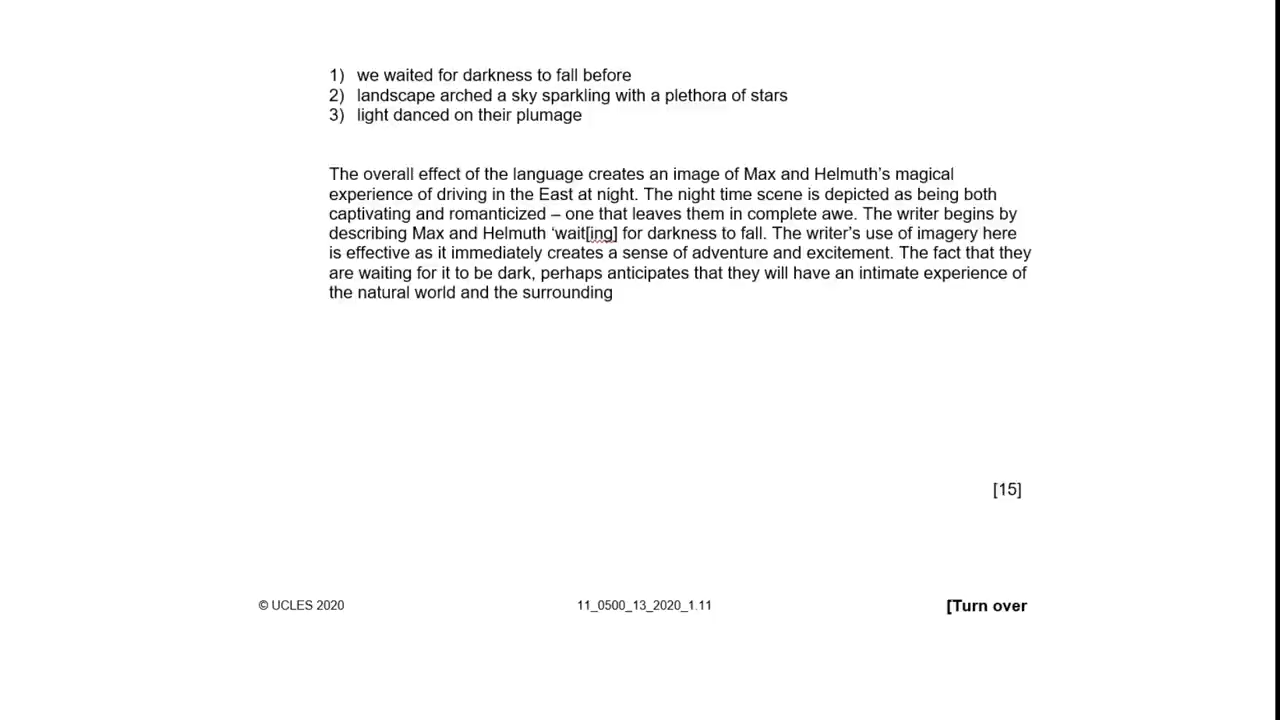 1) we waited for darkness to fall before
2) landscape arched a sky sparkling with a plethora of stars
3) light danced on their plumage
The overall effect of the language creates an image of Max and Helmuth’s magical
experience of driving in the East at night. The night time scene is depicted as being both
captivating and romanticized – one that leaves them in complete awe. The writer begins by
describing Max and Helmuth ‘wait[ing] for darkness to fall. The writer’s use of imagery here
is effective as it immediately creates a sense of adventure and excitement. The fact that they
are waiting for it to be dark, perhaps anticipates that they will have an intimate experience of
the natural world and the surrounding
[15]
© UCLES 2020 11_0500_13_2020_1.11 [Turn over